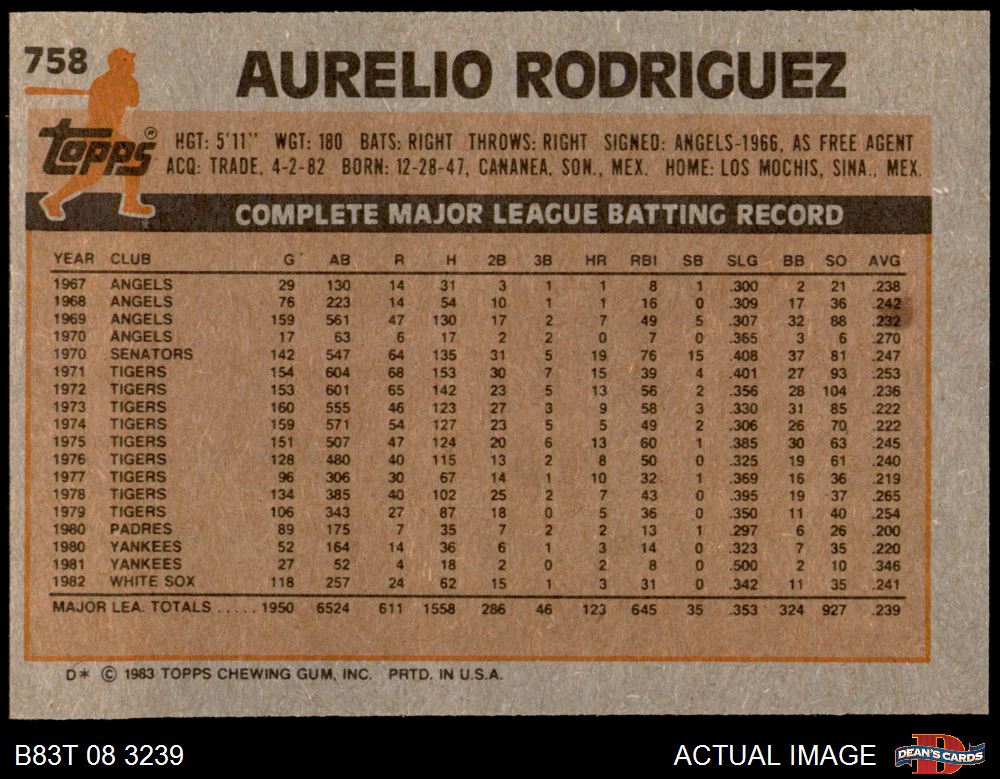 758
AURELIO RODRIGUEZ
Topps®
HGT: 5'11" WGT: 180 BATS: RIGHT THROWS: RIGHT SIGNED: ANGELS-1966, AS FREE AGENT
ACQ: TRADE, 4-2-82 BORN: 12-28-47, CANANEA, SON., MEX. HOME: LOS MOCHIS, SINA., MEX.
COMPLETE MAJOR LEAGUE BATTING RECORD
YEAR CLUB G AB R H 2B 3B HR RBI SB SLG BB SO AVG
1967 ANGELS 29 130 14 31 3 1 1 8 1 .300 2 21 .238
1968 ANGELS 76 223 14 54 10 1 1 16 0 .309 17 36 .242
1969 ANGELS 159 561 47 130 17 2 7 49 5 .307 32 88 .232
1970 ANGELS 17 63 6 17 2 2 0 7 0 .365 3 6 .270
1970 SENATORS 142 547 64 135 31 5 19 76 15 .408 37 81 .247
1971 TIGERS 154 604 68 153 30 7 15 39 4 .401 27 93 .253
1972 TIGERS 153 601 65 142 23 5 13 56 2 .356 28 104 .236
1973 TIGERS 160 555 46 123 27 3 9 58 3 .330 31 85 .222
1974 TIGERS 159 571 54 127 23 5 5 49 2 .306 26 70 .222
1975 TIGERS 151 507 47 124 20 6 13 60 1 .385 30 63 .245
1976 TIGERS 128 480 40 115 13 2 8 50 0 .325 19 61 .240
1977 TIGERS 96 306 30 67 14 1 10 32 1 .369 16 36 .219
1978 TIGERS 134 385 40 102 25 2 7 43 0 .395 19 37 .265
1979 TIGERS 106 343 27 87 18 0 5 36 0 .350 11 40 .254
1980 PADRES 89 175 7 35 7 2 2 13 1 .297 6 26 .200
1980 YANKEES 52 164 14 36 6 1 3 14 0 .323 7 35 .220
1981 YANKEES 27 52 4 18 2 0 2 8 0 .500 2 10 .346
1982 WHITE SOX 118 257 24 62 15 1 3 31 0 .342 11 35 .241
MAJOR LEA. TOTALS ..... 1950 6524 611 1558 286 46 123 645 35 .353 324 927 .239
D* © 1983 TOPPS CHEWING GUM, INC. PRTD. IN U.S.A.
B83T 08 3239 ACTUAL IMAGE DEAN'S CARDS